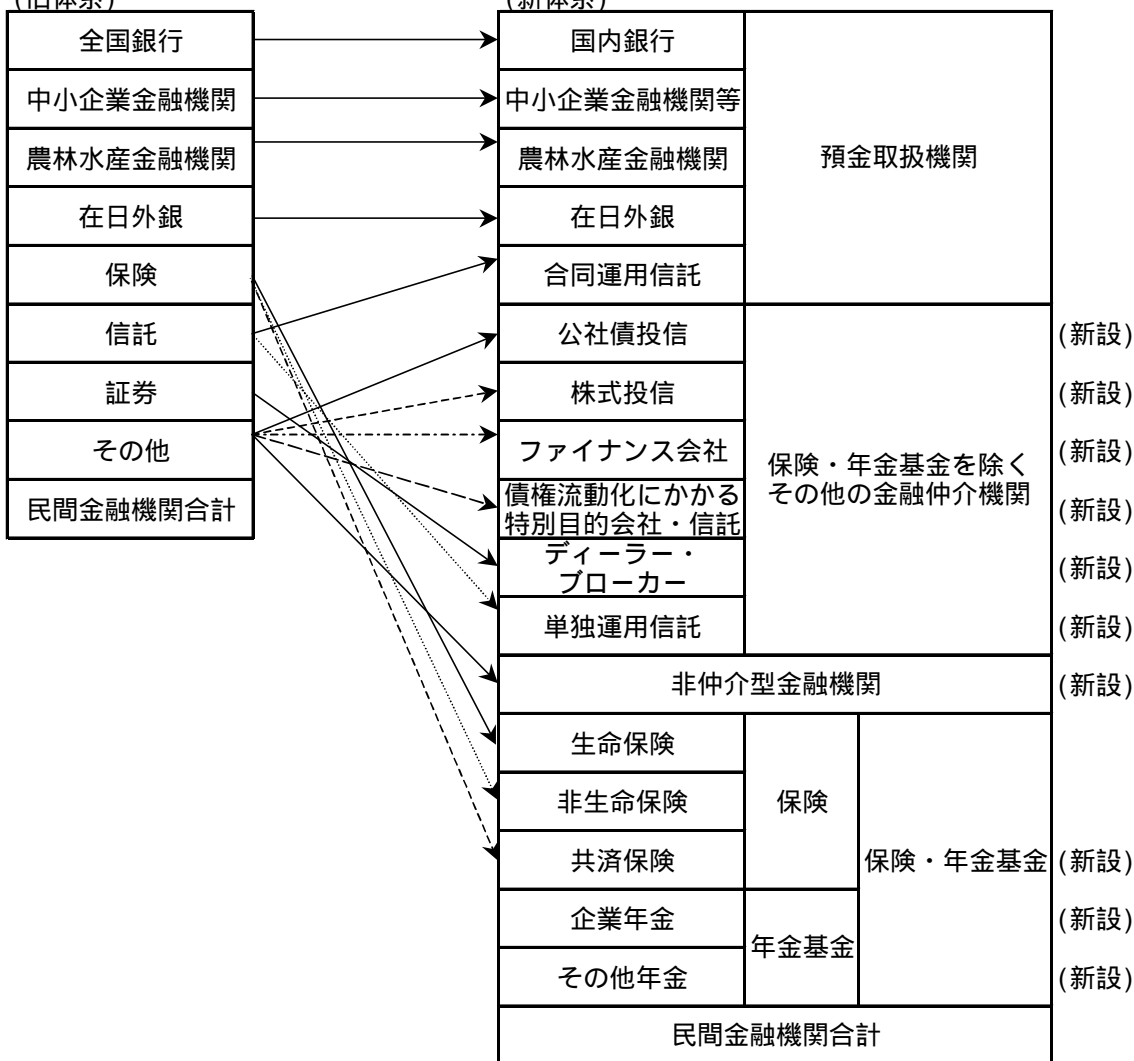 (旧体系)
全国銀行
中小企業金融機関
農林水産金融機関
在日外銀
保険
信託
証券
その他
民間金融機関合計
(新体系)
国内銀行
中小企業金融機関等
農林水産金融機関
在日外銀
合同運用信託
預金取扱機関
公社債投信
(新設)
株式投信
(新設)
ファイナンス会社
(新設)
債権流動化にかかる
特別目的会社・信託
(新設)
ディーラー・
ブローカー
(新設)
単独運用信託
(新設)
保険・年金基金を除く
その他の金融仲介機関
非仲介型金融機関
(新設)
生命保険
非生命保険
共済保険
(新設)
保険
企業年金
(新設)
その他年金
(新設)
年金基金
保険・年金基金
民間金融機関合計